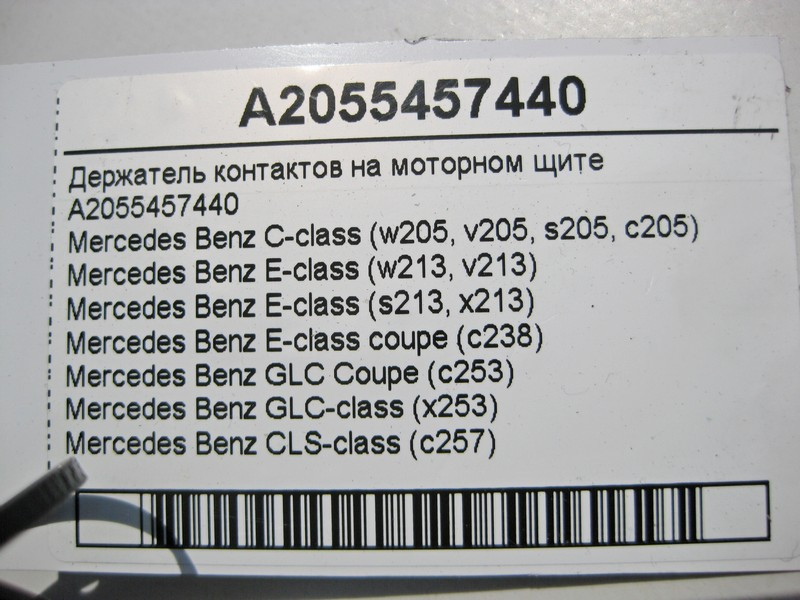 A2055457440
Держатель контактов на моторном щите
A2055457440
Mercedes Benz C-class (w205, v205, s205, c205)
Mercedes Benz E-class (w213, v213)
Mercedes Benz E-class (s213, x213)
Mercedes Benz E-class coupe (c238)
Mercedes Benz GLC Coupe (c253)
Mercedes Benz GLC-class (x253)
Mercedes Benz CLS-class (c257)